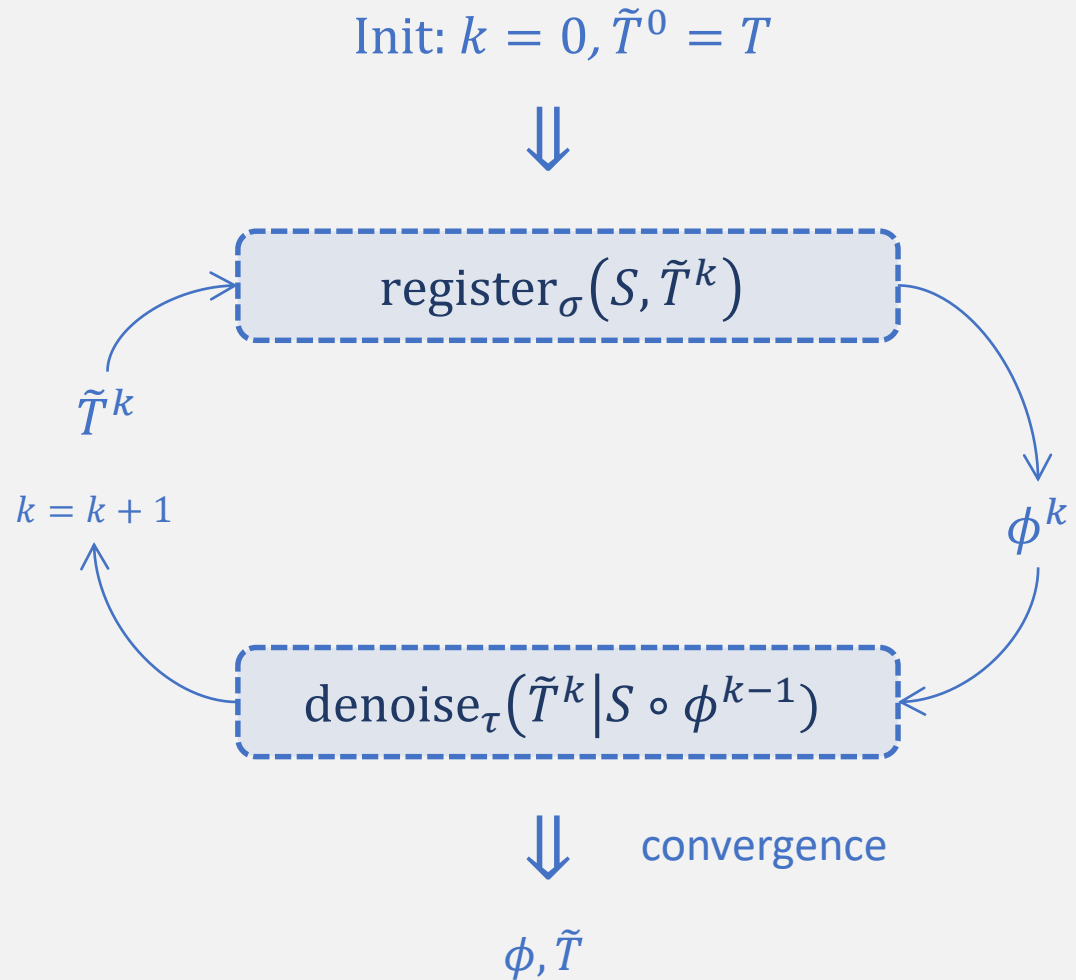 Init: k = 0, T̃⁰ = T
⇓
register_σ(S, T̃ᵏ)
T̃ᵏ
k = k + 1
ϕᵏ
denoise_τ(T̃ᵏ|S ∘ ϕᵏ⁻¹)
⇓ convergence
ϕ, T̃